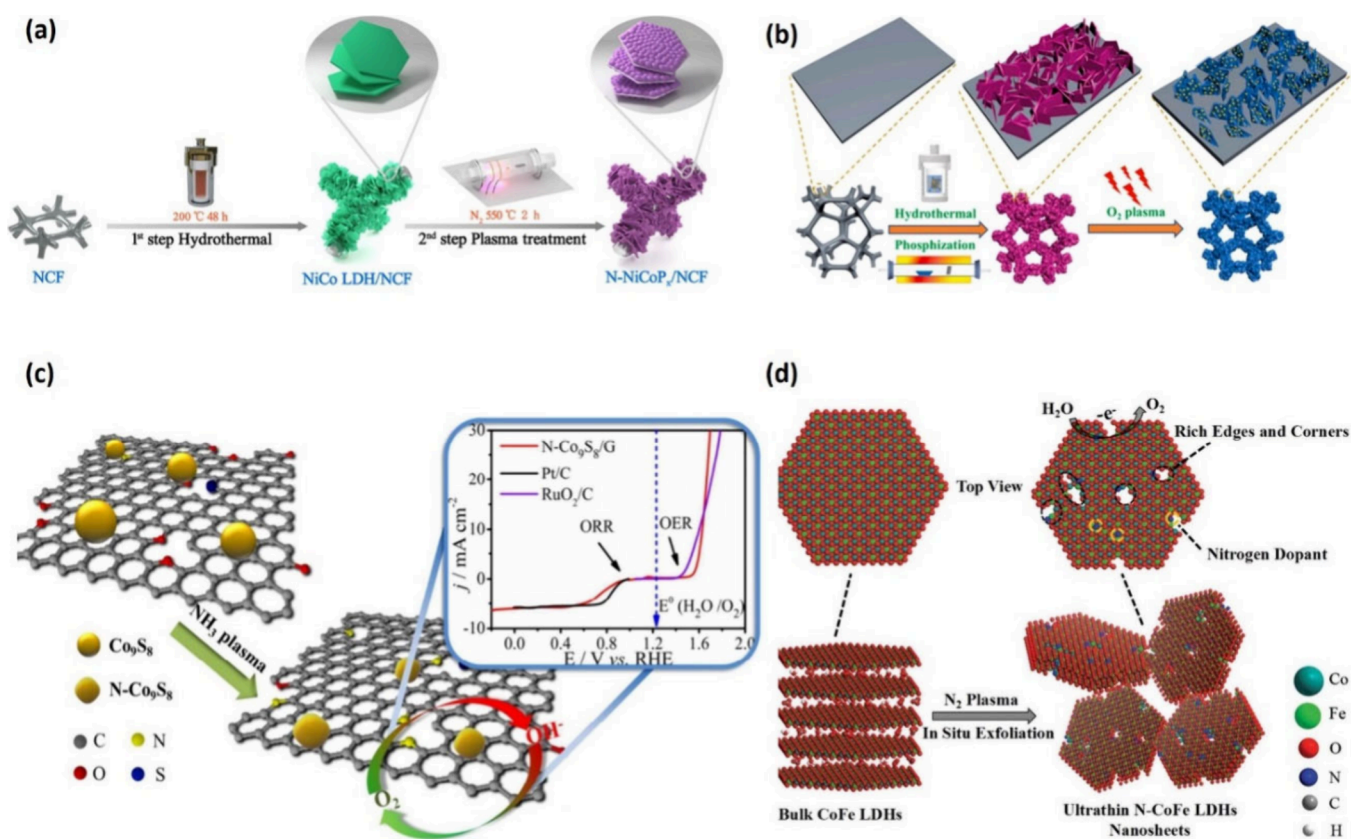 (a)
200 ℃ 48 h
1st step Hydrothermal
N2 550 ℃ 2 h
2nd step Plasma treatment
NCF
NiCo LDH/NCF
N-NiCoPx/NCF
(b)
Hydrothermal
Phosphization
O2 plasma
(c)
NH3 plasma
Co9S8
N-Co9S8
C
N
O
S
30
20
10
0
-10
j / mA cm-2
N-Co9S8/G
Pt/C
RuO2/C
ORR
OER
E0 (H2O /O2)
0.0
0.4
0.8
1.2
1.6
2.0
E / V vs. RHE
OH-
O2
(d)
H2O
-e-
O2
Rich Edges and Corners
Top View
Nitrogen Dopant
N2 Plasma
In Situ Exfoliation
Bulk CoFe LDHs
Ultrathin N-CoFe LDHs
Nanosheets
Co
Fe
O
N
C
H